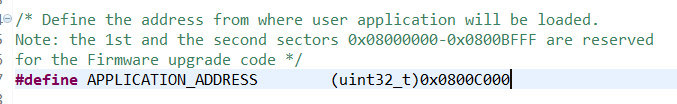 /* Define the address from where user application will be loaded.
Note: the 1st and the second sectors 0x08000000-0x0800BFFF are reserved
for the Firmware upgrade code */
#define APPLICATION_ADDRESS (uint32_t)0x0800C000